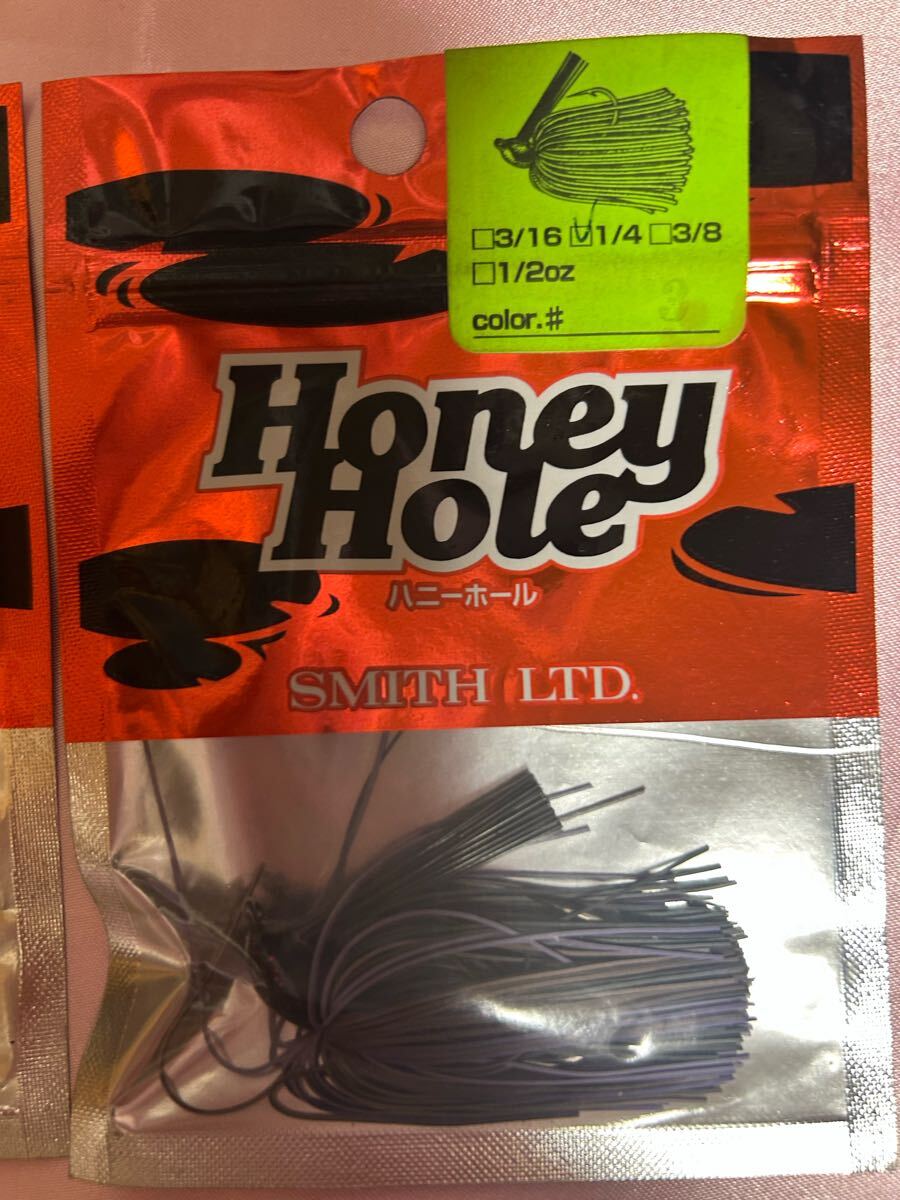 □3/16 ☑1/4 □3/8
□1/2oz
color.# 3
Honey
Hole
ハニーホール
SMITH LTD.